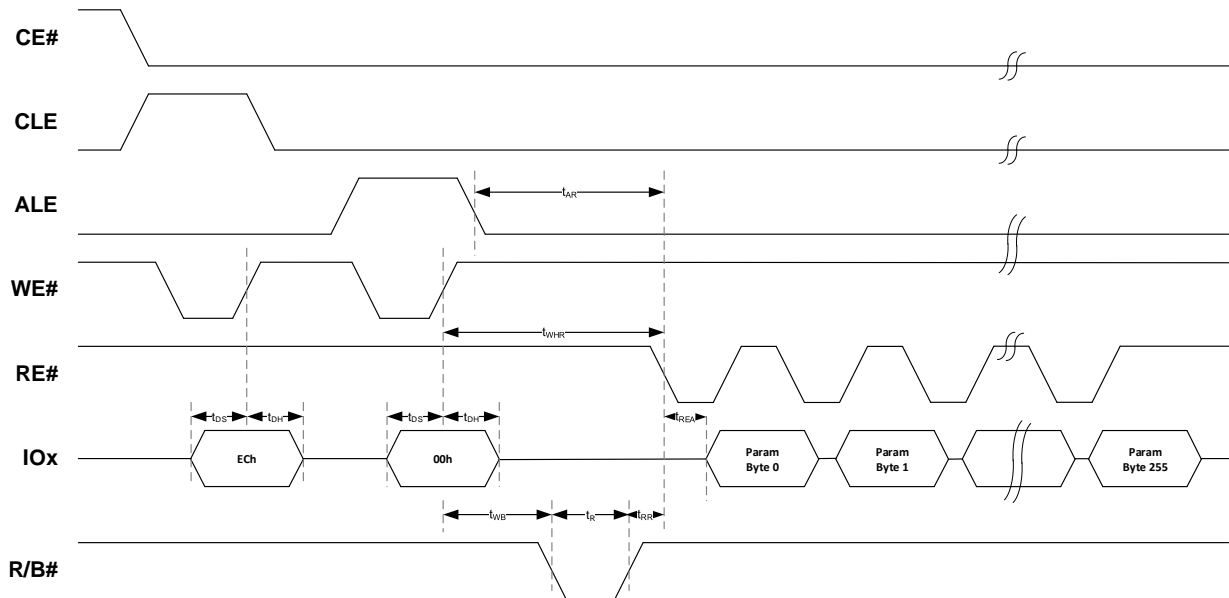 CE#
CLE
ALE
tAR
WE#
tWHR
RE#
tDS
tDH
tDS
tDH
tREA
IOx
ECh
00h
Param
Byte 0
Param
Byte 1
Param
Byte 255
tWB
tR
tRR
R/B#